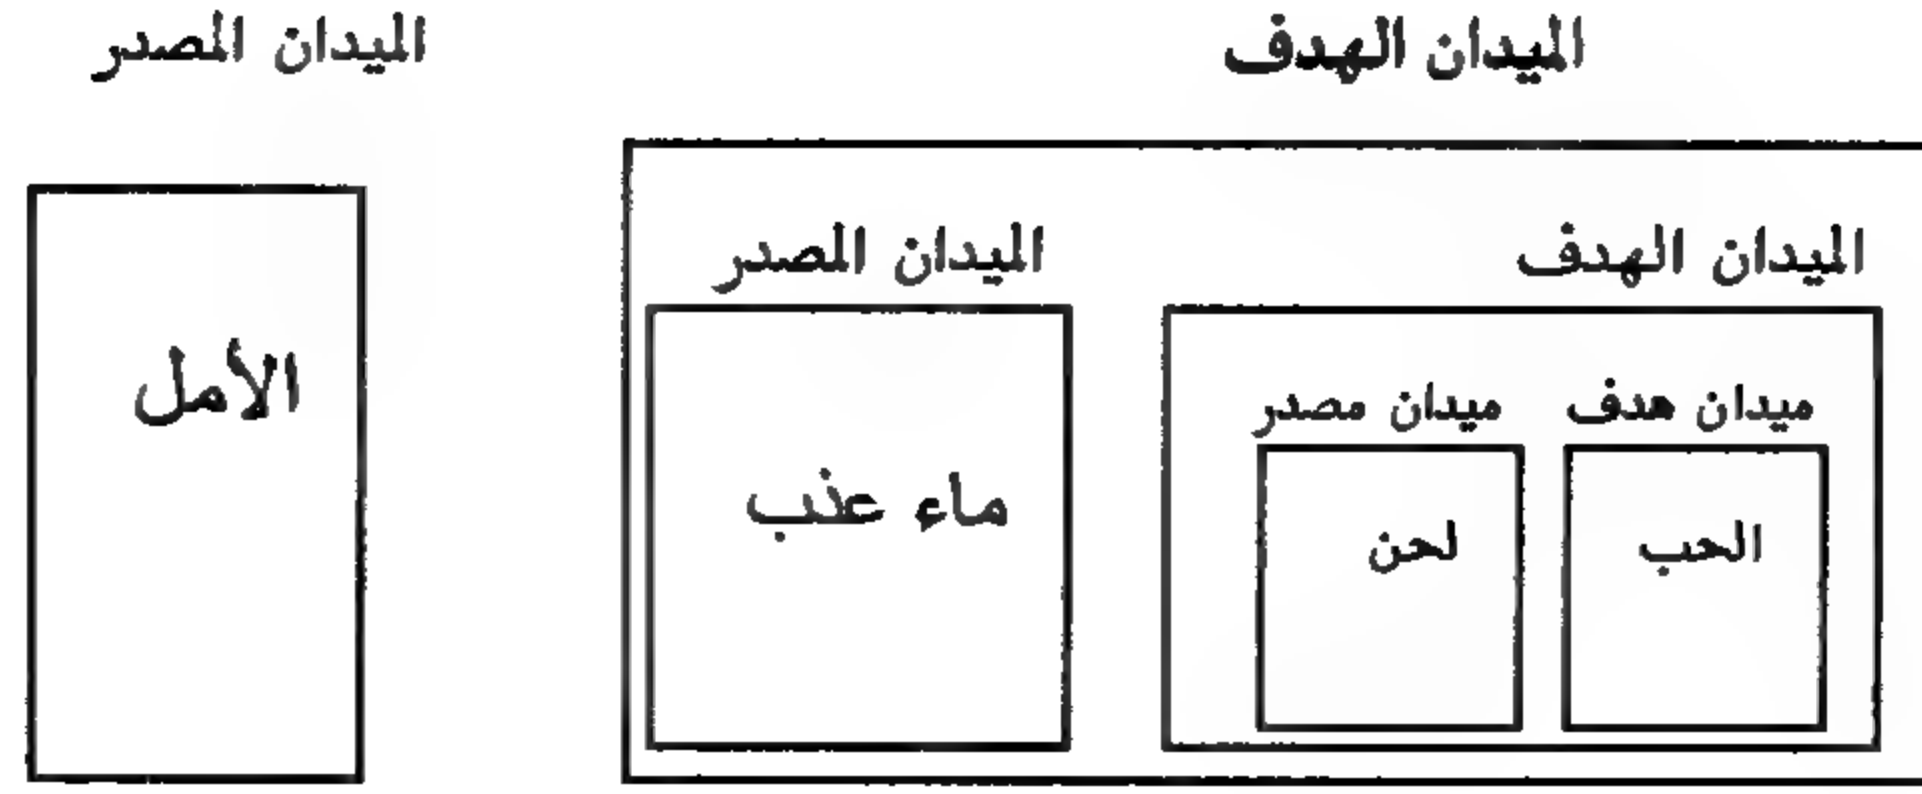 الميدان الهدف
الميدان المصدر
الميدان الهدف
الميدان المصدر
ميدان هدف
ميدان مصدر
الأمل
ماء عذب
الحب
لحن